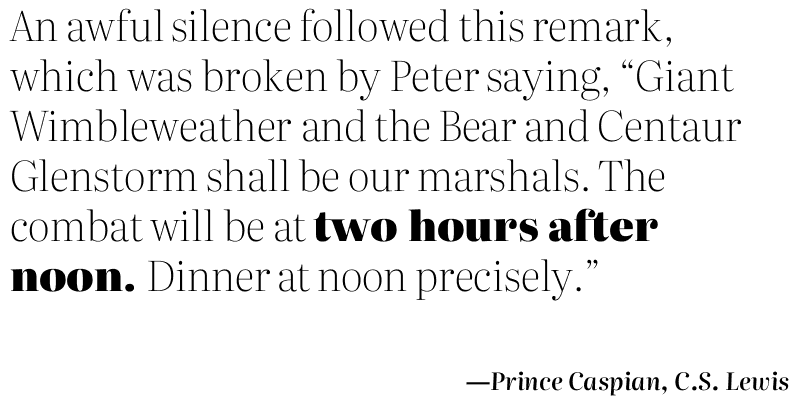 An awful silence followed this remark,
which was broken by Peter saying, “Giant
Wimbleweather and the Bear and Centaur
Glenstorm shall be our marshals. The
combat will be at two hours after
noon. Dinner at noon precisely.”
—Prince Caspian, C.S. Lewis